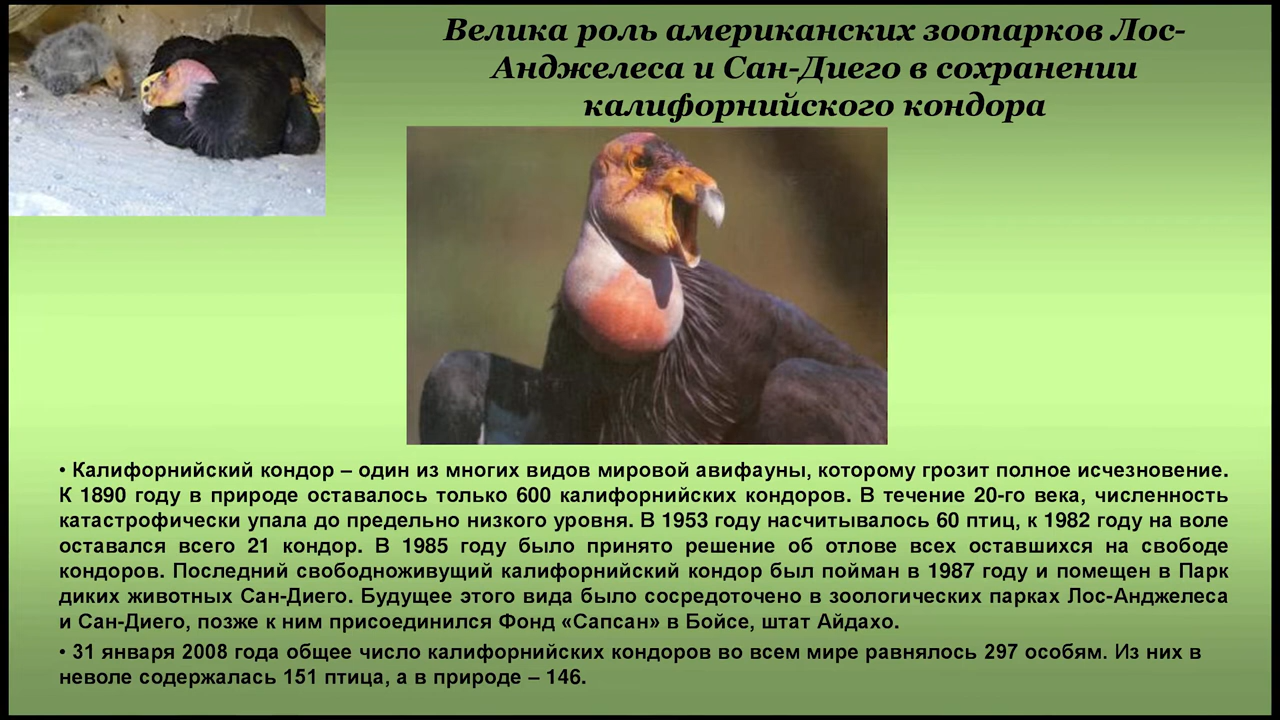 Велика роль американских зоопарков Лос-
Анджелеса и Сан-Диего в сохранении
калифорнийского кондора
• Калифорнийский кондор – один из многих видов мировой авифауны, которому грозит полное исчезновение.
К 1890 году в природе оставалось только 600 калифорнийских кондоров. В течение 20-го века, численность
катастрофически упала до предельно низкого уровня. В 1953 году насчитывалось 60 птиц, к 1982 году на воле
оставался всего 21 кондор. В 1985 году было принято решение об отлове всех оставшихся на свободе
кондоров. Последний свободноживущий калифорнийский кондор был пойман в 1987 году и помещен в Парк
диких животных Сан-Диего. Будущее этого вида было сосредоточено в зоологических парках Лос-Анджелеса
и Сан-Диего, позже к ним присоединился Фонд «Сапсан» в Бойсе, штат Айдахо.
• 31 января 2008 года общее число калифорнийских кондоров во всем мире равнялось 297 особям. Из них в
неволе содержалась 151 птица, а в природе – 146.